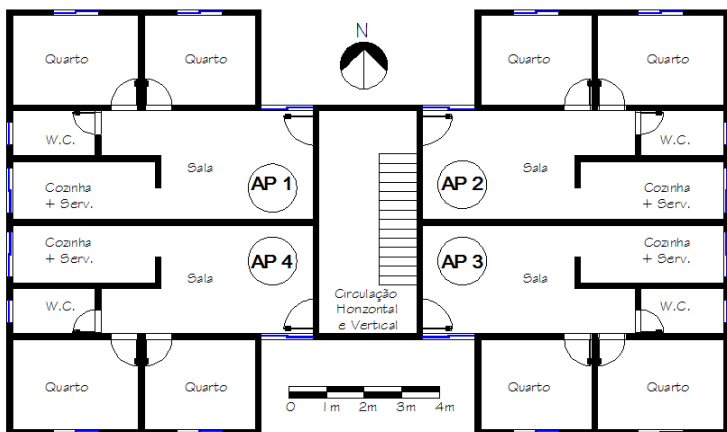 N
Quarto
Quarto
Quarto
Quarto
W.C.
W.C.
Sala
Sala
AP 1
AP 2
Cozinha
+ Serv.
Cozinha
+ Serv.
Cozinha
+ Serv.
Cozinha
+ Serv.
AP 4
AP 3
Sala
Sala
Circulação
Horizontal
e Vertical
W.C.
W.C.
Quarto
Quarto
Quarto
Quarto
0 1m 2m 3m 4m